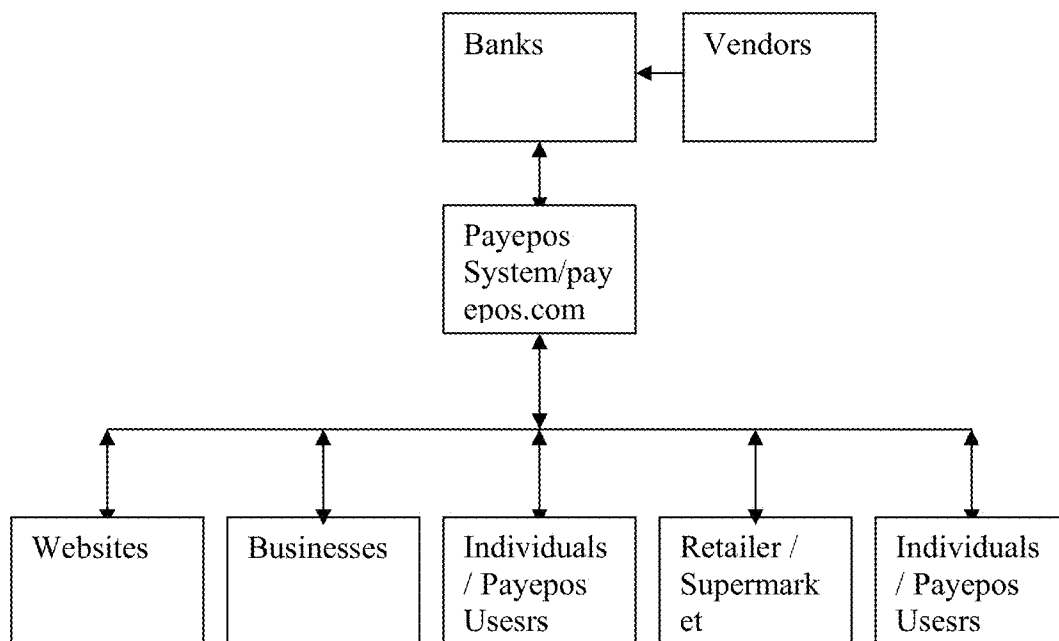 Banks
Vendors
Payepos
System/pay
epos.com
Websites
Businesses
Individuals
/ Payepos
Usesrs
Retailer /
Supermark
et
Individuals
/ Payepos
Usesrs